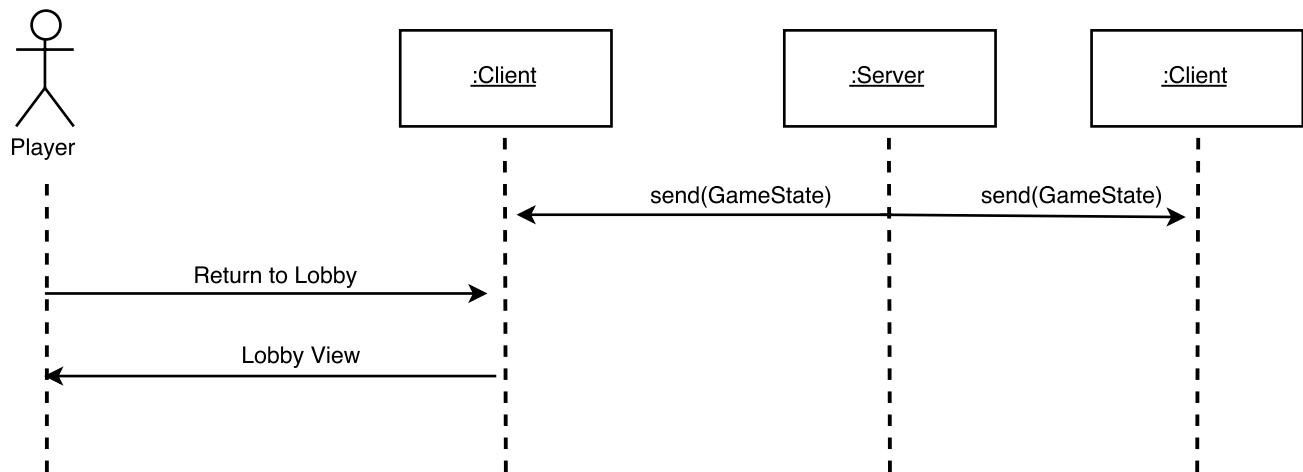 :Client
:Server
:Client
Player
send(GameState)
send(GameState)
Return to Lobby
Lobby View